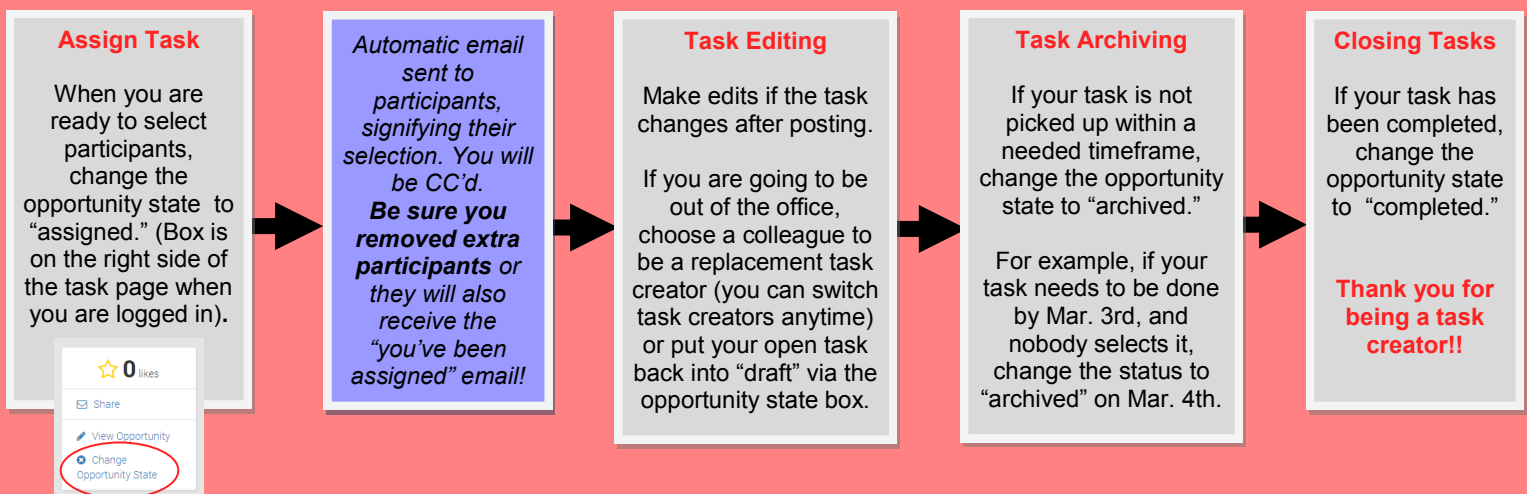 Assign Task
When you are
ready to select
participants,
change the
opportunity state to
“assigned.” (Box is
on the right side of
the task page when
you are logged in).
0 likes
Share
View Opportunity
Change
Opportunity State
Automatic email
sent to
participants,
signifying their
selection. You will
be CC’d.
Be sure you
removed extra
participants or
they will also
receive the
“you’ve been
assigned” email!
Task Editing
Make edits if the task
changes after posting.
If you are going to be
out of the office,
choose a colleague to
be a replacement task
creator (you can switch
task creators anytime)
or put your open task
back into “draft” via the
opportunity state box.
Task Archiving
If your task is not
picked up within a
needed timeframe,
change the opportunity
state to “archived.”
For example, if your
task needs to be done
by Mar. 3rd, and
nobody selects it,
change the status to
“archived” on Mar. 4th.
Closing Tasks
If your task has
been completed,
change the
opportunity state
to “completed.”
Thank you for
being a task
creator!!